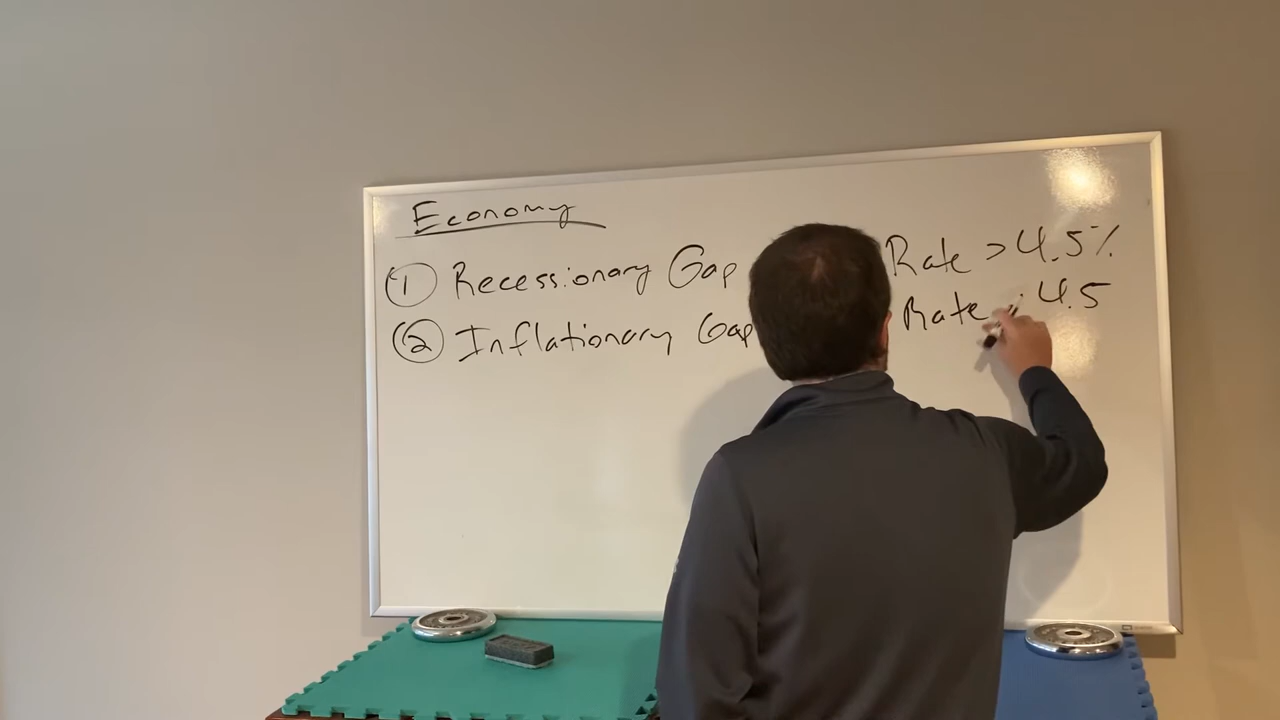 Economy
① Recessionary Gap Rate > 4.5%
② Inflationary Gap Rate 4.5